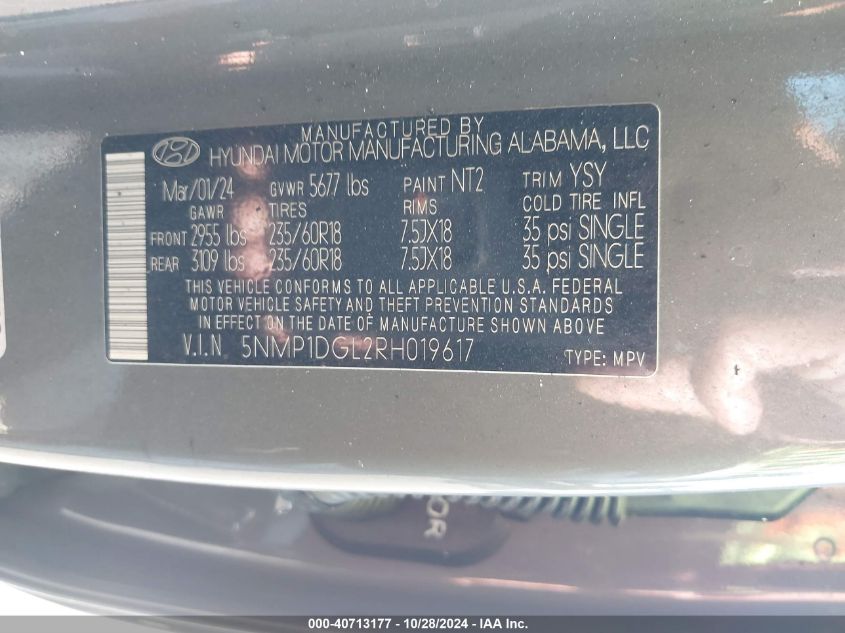 MANUFACTURED BY
HYUNDAI MOTOR MANUFACTURING ALABAMA, LLC
Mar/01/24 GVWR 5677 lbs PAINT NT2 TRIM YSY
GAWR TIRES RIMS COLD TIRE INFL
FRONT 2955 lbs 235/60R18 7.5JX18 35 psi SINGLE
REAR 3109 lbs 235/60R18 7.5JX18 35 psi SINGLE
THIS VEHICLE CONFORMS TO ALL APPLICABLE U.S.A. FEDERAL
MOTOR VEHICLE SAFETY AND THEFT PREVENTION STANDARDS
IN EFFECT ON THE DATE OF MANUFACTURE SHOWN ABOVE
V.I.N 5NMP1DGL2RH019617 TYPE: MPV
OOR
000-40713177 - 10/28/2024 - IAA Inc.